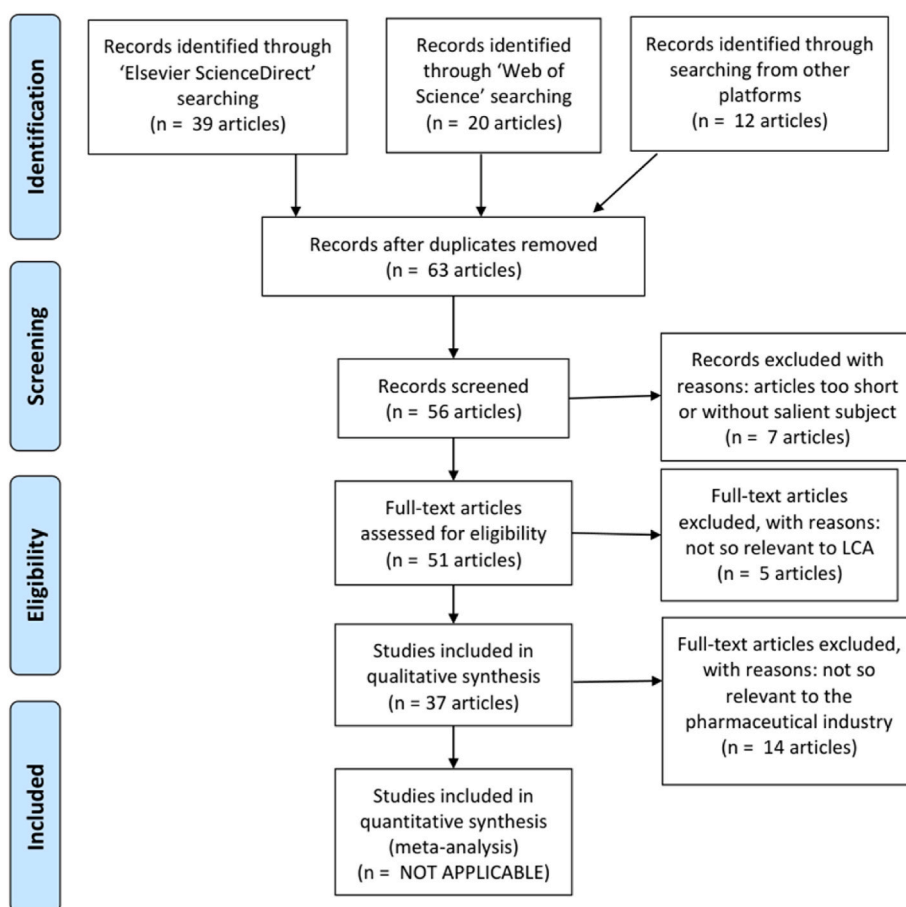 Identification
Records identified through
‘Elsevier ScienceDirect’
searching
(n = 39 articles)
Records identified
through ‘Web of
Science’ searching
(n = 20 articles)
Records identified through
searching from other
platforms
(n = 12 articles)
Records after duplicates removed
(n = 63 articles)
Screening
Records screened
(n = 56 articles)
Records excluded with
reasons: articles too short
or without salient subject
(n = 7 articles)
Eligibility
Full-text articles
assessed for eligibility
(n = 51 articles)
Full-text articles
excluded, with reasons:
not so relevant to LCA
(n = 5 articles)
Studies included in
qualitative synthesis
(n = 37 articles)
Full-text articles excluded,
with reasons: not so
relevant to the
pharmaceutical industry
(n = 14 articles)
Included
Studies included in
quantitative synthesis
(meta-analysis)
(n = NOT APPLICABLE)